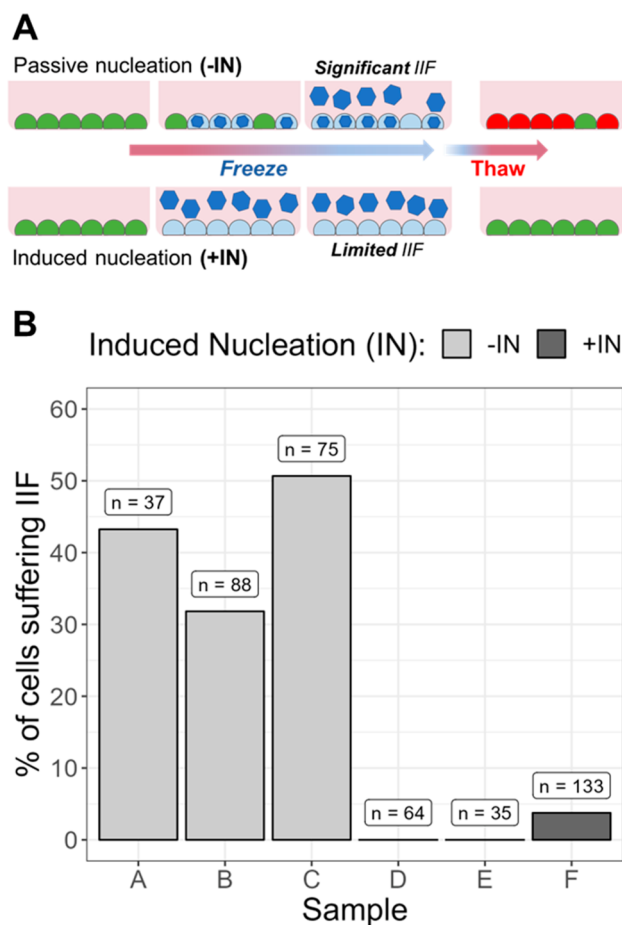 A
Passive nucleation (-IN)
Significant IIF
Freeze
Thaw
Induced nucleation (+IN)
Limited IIF
B
Induced Nucleation (IN): -IN +IN
% of cells suffering IIF
60
50
40
30
20
10
0
n = 37
n = 88
n = 75
n = 64
n = 35
n = 133
A B C D E F
Sample